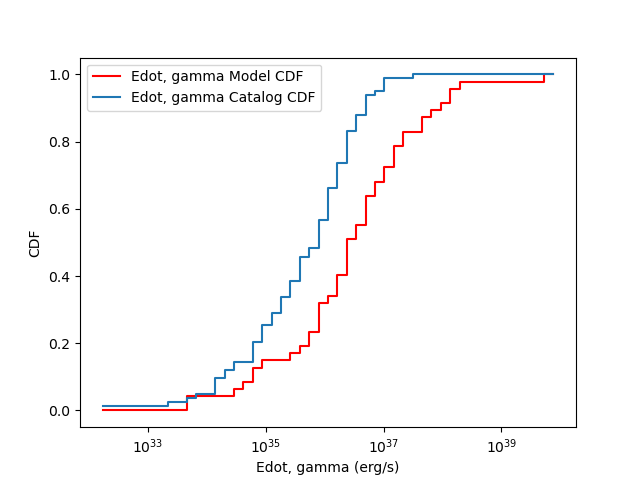 Edot, gamma Model CDF
Edot, gamma Catalog CDF
CDF
1.0
0.8
0.6
0.4
0.2
0.0
10^33 10^35 10^37 10^39
Edot, gamma (erg/s)